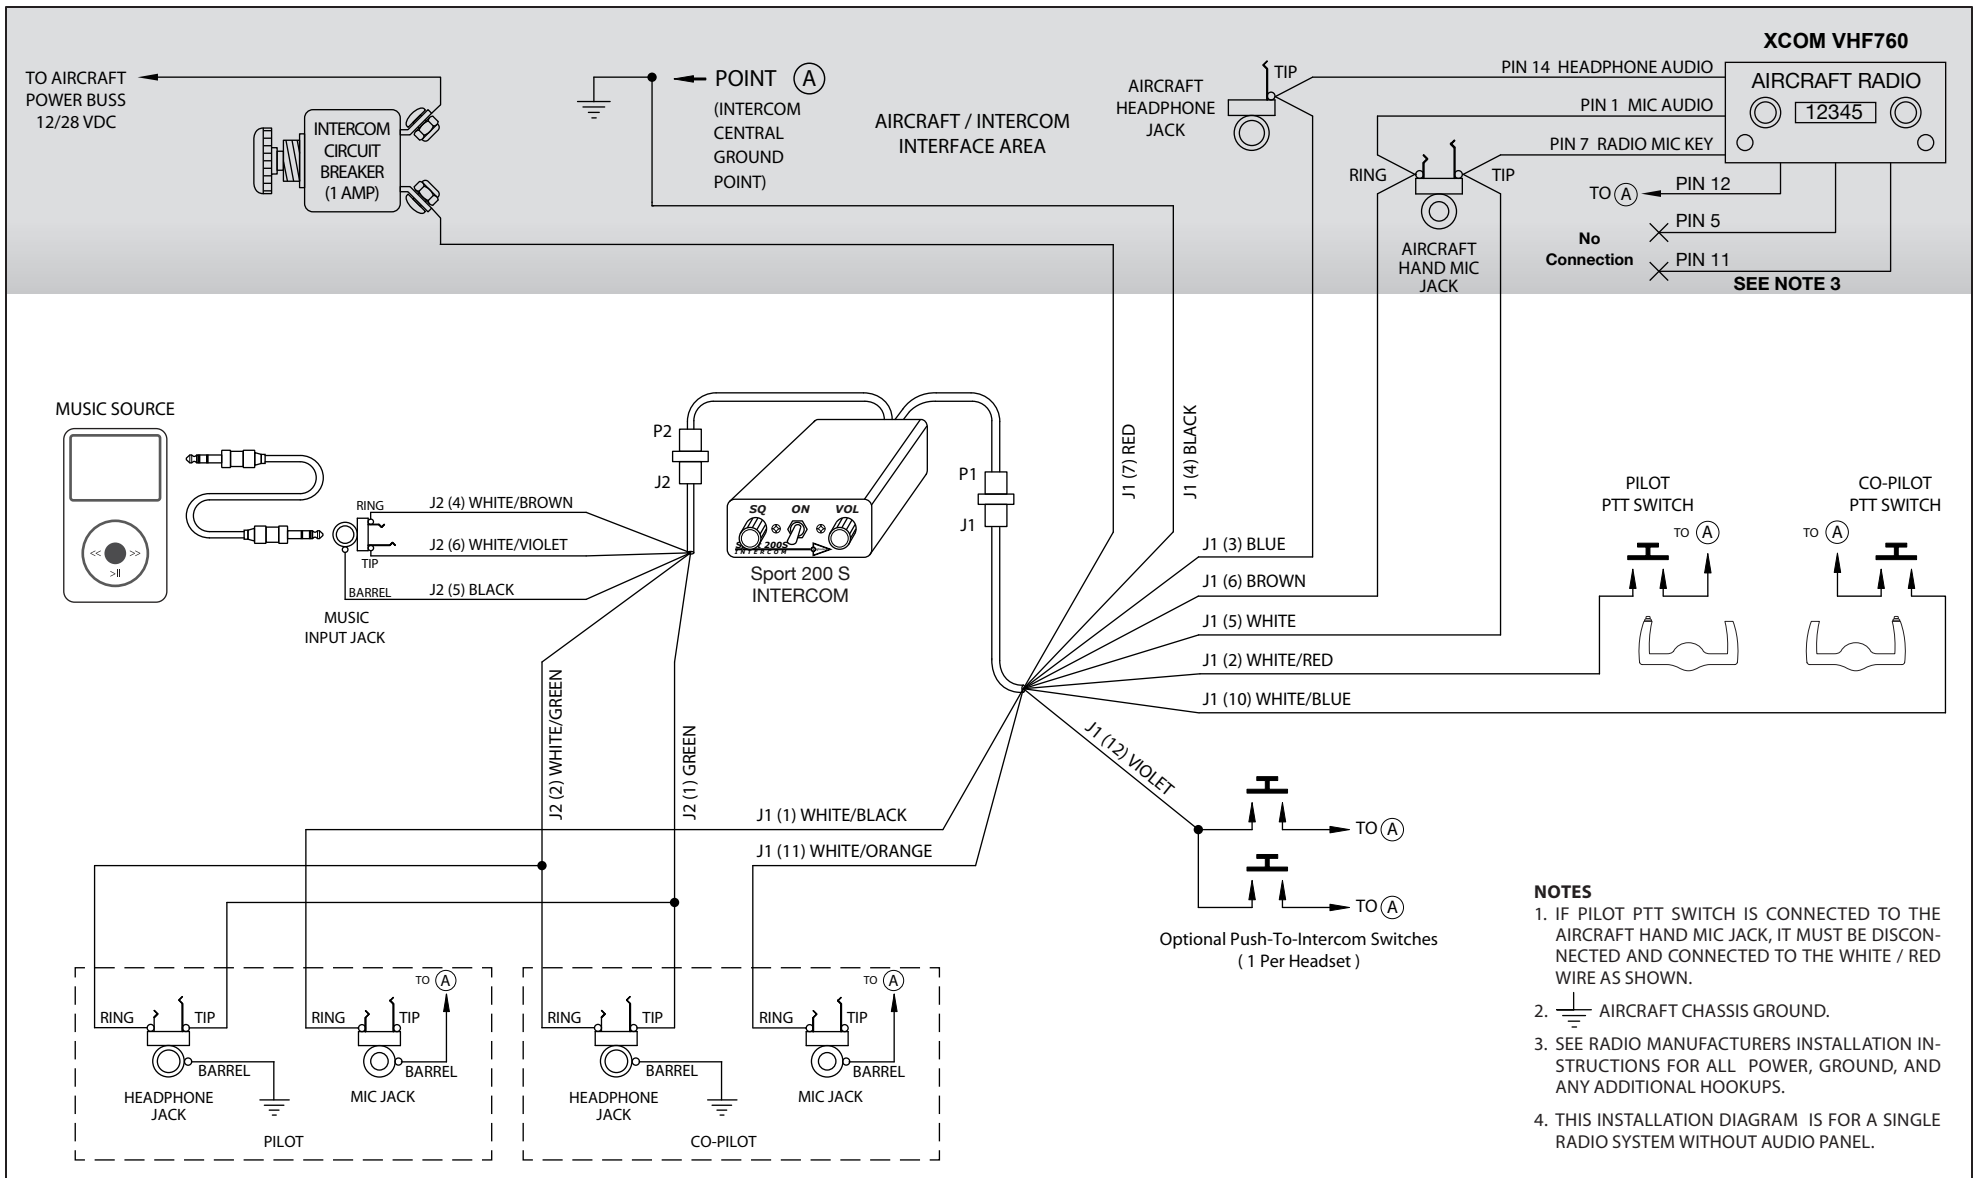 XCOM VHF760
TO AIRCRAFT
POWER BUSS
12/28 VDC
INTERCOM
CIRCUIT
BREAKER
(1 AMP)
POINT A
(INTERCOM
CENTRAL
GROUND
POINT)
AIRCRAFT / INTERCOM
INTERFACE AREA
AIRCRAFT
HEADPHONE
JACK
TIP
PIN 14 HEADPHONE AUDIO
PIN 1 MIC AUDIO
PIN 7 RADIO MIC KEY
AIRCRAFT RADIO
12345
RING
TIP
AIRCRAFT
HAND MIC
JACK
TO A
PIN 12
PIN 5
No
Connection
PIN 11
SEE NOTE 3
MUSIC SOURCE
<< >>
>II
RING
TIP
BARREL
MUSIC
INPUT JACK
J2 (4) WHITE/BROWN
J2 (6) WHITE/VIOLET
J2 (5) BLACK
P2
J2
SQ ON VOL
INTERCOM
Sport 200 S
INTERCOM
P1
J1
J1 (7) RED
J1 (4) BLACK
J1 (3) BLUE
J1 (6) BROWN
J1 (5) WHITE
J1 (2) WHITE/RED
J1 (10) WHITE/BLUE
J1 (12) VIOLET
PILOT
PTT SWITCH
TO A
CO-PILOT
PTT SWITCH
TO A
J2 (2) WHITE/GREEN
J2 (1) GREEN
J1 (1) WHITE/BLACK
J1 (11) WHITE/ORANGE
TO A
TO A
Optional Push-To-Intercom Switches
( 1 Per Headset )
RING
TIP
BARREL
HEADPHONE
JACK
RING
TIP
TO A
BARREL
MIC JACK
PILOT
RING
TIP
BARREL
HEADPHONE
JACK
RING
TIP
TO A
BARREL
MIC JACK
CO-PILOT
NOTES
1. IF PILOT PTT SWITCH IS CONNECTED TO THE
AIRCRAFT HAND MIC JACK, IT MUST BE DISCON-
NECTED AND CONNECTED TO THE WHITE / RED
WIRE AS SHOWN.
2. AIRCRAFT CHASSIS GROUND.
3. SEE RADIO MANUFACTURERS INSTALLATION IN-
STRUCTIONS FOR ALL POWER, GROUND, AND
ANY ADDITIONAL HOOKUPS.
4. THIS INSTALLATION DIAGRAM IS FOR A SINGLE
RADIO SYSTEM WITHOUT AUDIO PANEL.